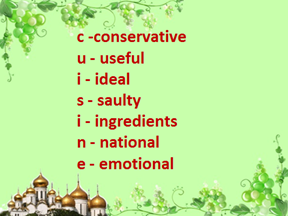 c -conservative
u - useful
i - ideal
s - saulty
i - ingredients
n - national
e - emotional